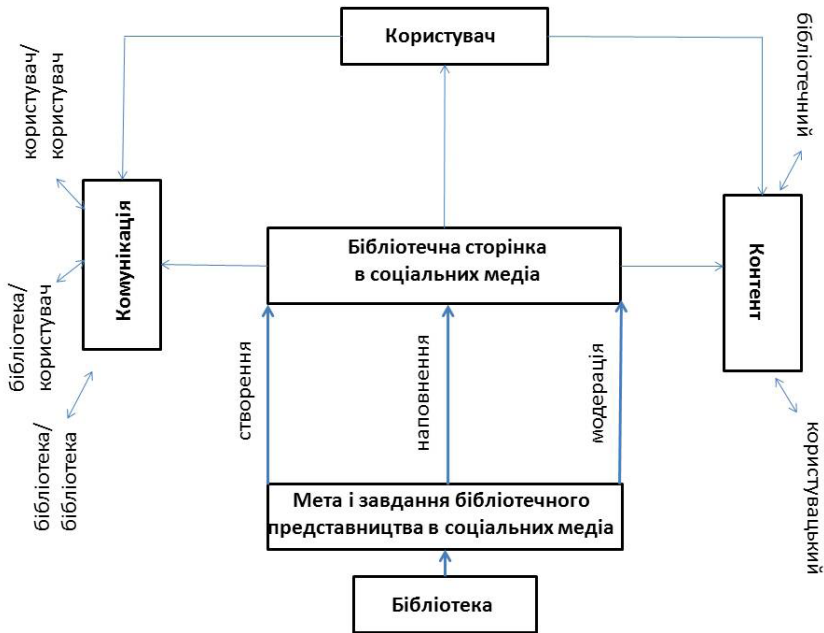 Користувач
користувач/
користувач
бібліотечний
Комунікація
Бібліотечна сторінка
в соціальних медіа
Контент
бібліотека/
користувач
створення
наповнення
модерація
бібліотека/
бібліотека
користувацький
Мета і завдання бібліотечного
представництва в соціальних медіа
Бібліотека